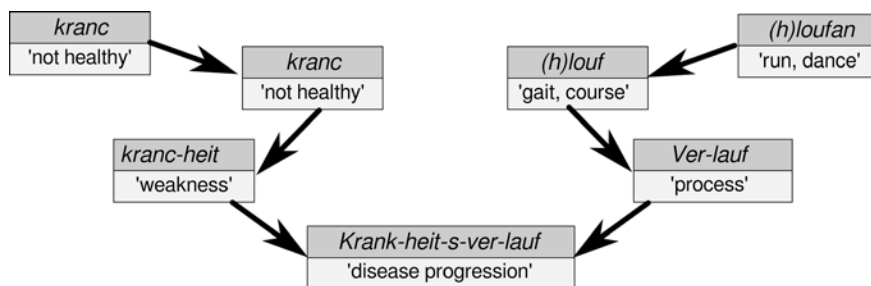 kranc
'not healthy'
(h)loufan
'run, dance'
kranc
'not healthy'
(h)louf
'gait, course'
kranc-heit
'weakness'
Ver-lauf
'process'
Krank-heit-s-ver-lauf
'disease progression'